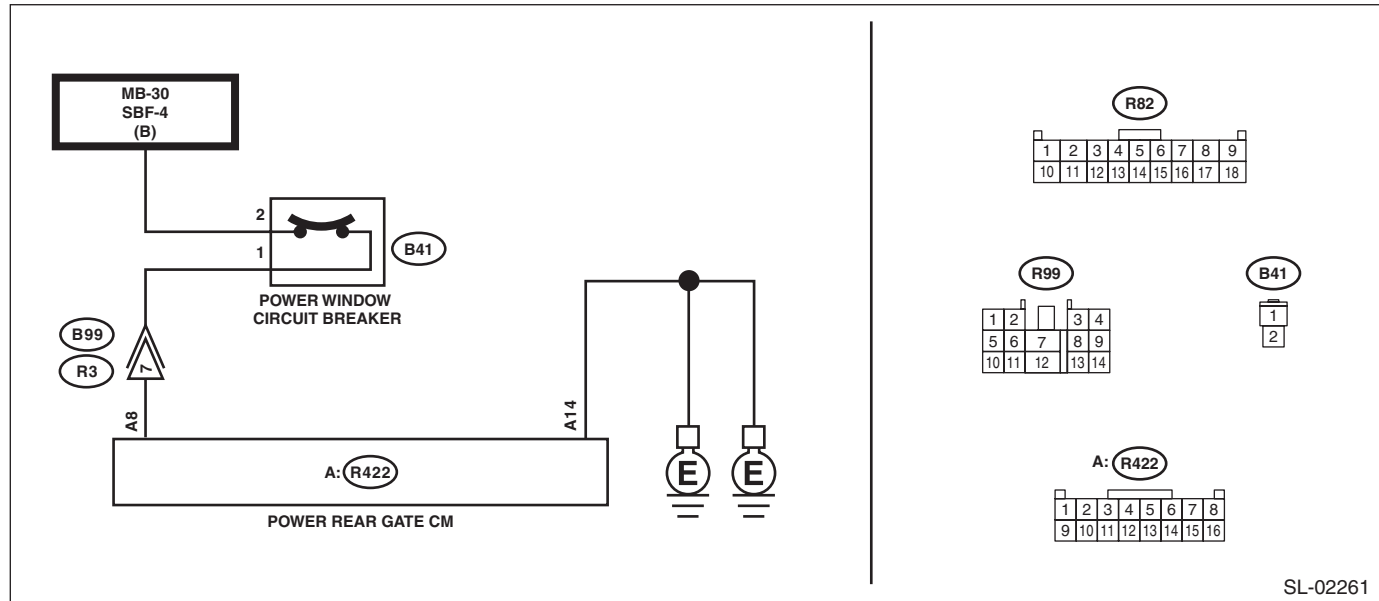 MB-30
SBF-4
(B)
2
1
B41
POWER WINDOW
CIRCUIT BREAKER
B99
R3
7
A8
A14
A: R422
E E
POWER REAR GATE CM
R82
1 2 3 4 5 6 7 8 9
10 11 12 13 14 15 16 17 18
R99
1 2 3 4
5 6 7 8 9
10 11 12 13 14
B41
1
2
A: R422
1 2 3 4 5 6 7 8
9 10 11 12 13 14 15 16
SL-02261